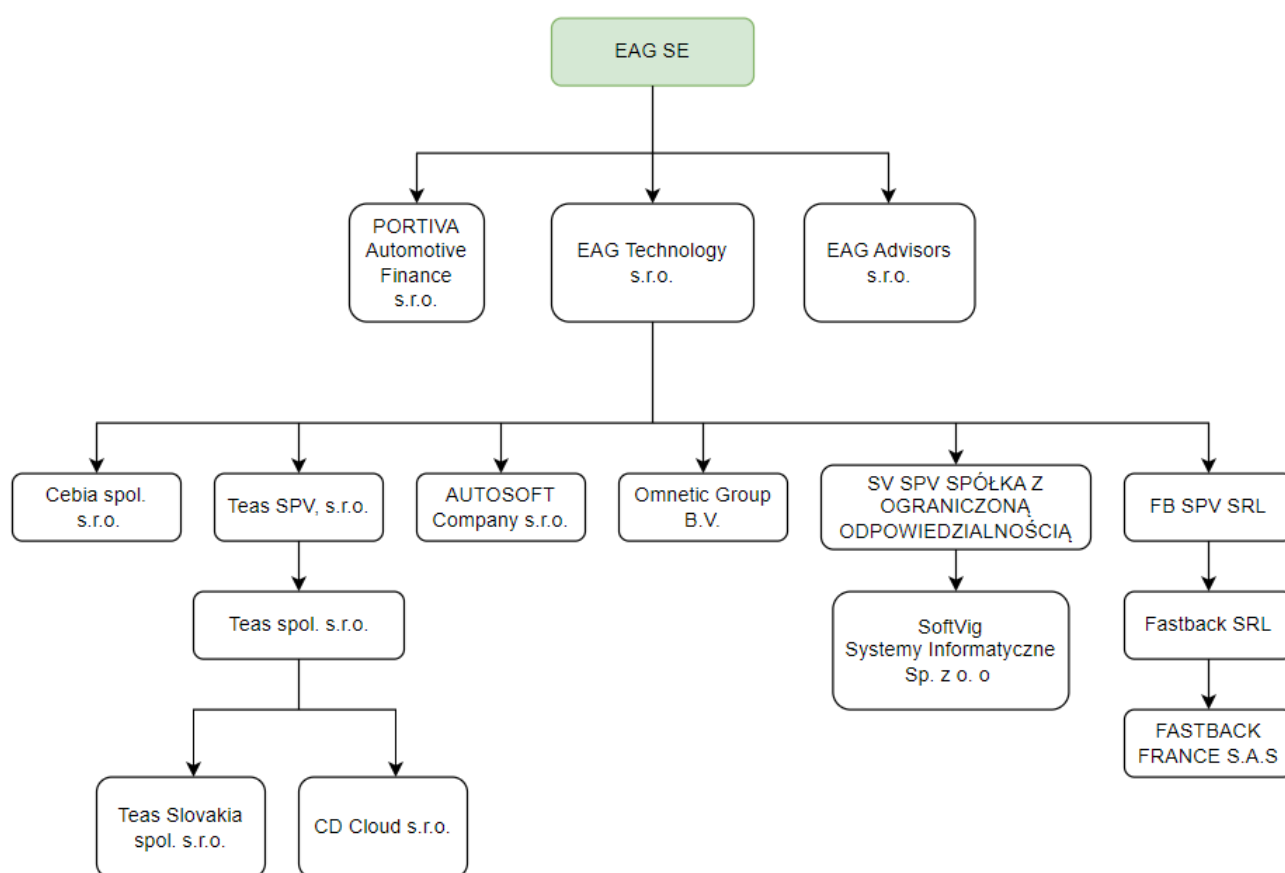 EAG SE
PORTIVA
Automotive
Finance
s.r.o.
EAG Technology
s.r.o.
EAG Advisors
s.r.o.
Cebia spol.
s.r.o.
Teas SPV, s.r.o.
AUTOSOFT
Company s.r.o.
Omnetic Group
B.V.
SV SPV SPÓŁKA Z
OGRANICZONĄ
ODPOWIEDZIALNOŚCIĄ
FB SPV SRL
Teas spol. s.r.o.
SoftVig
Systemy Informatyczne
Sp. z o. o
Fastback SRL
FASTBACK
FRANCE S.A.S
Teas Slovakia
spol. s.r.o.
CD Cloud s.r.o.